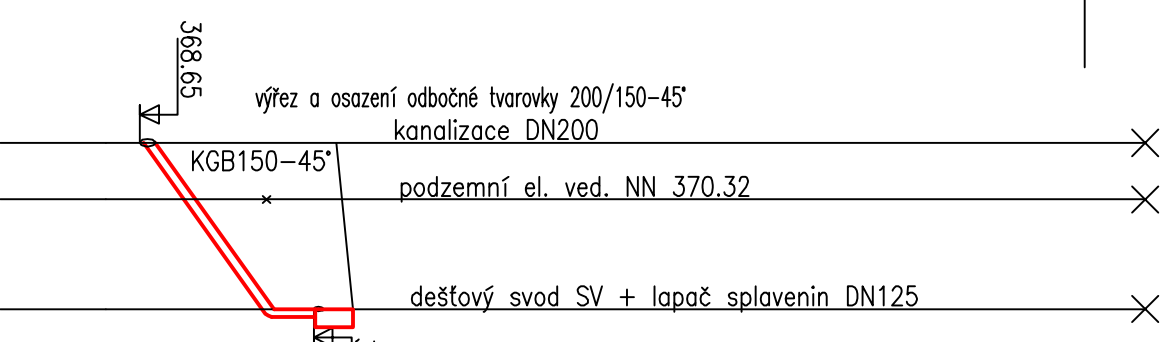 368.65
výřez a osazení odbočné tvarovky 200/150-45°
kanalizace DN200
KGB150-45°
podzemní el. ved. NN 370.32
dešťový svod SV + lapač splavenin DN125